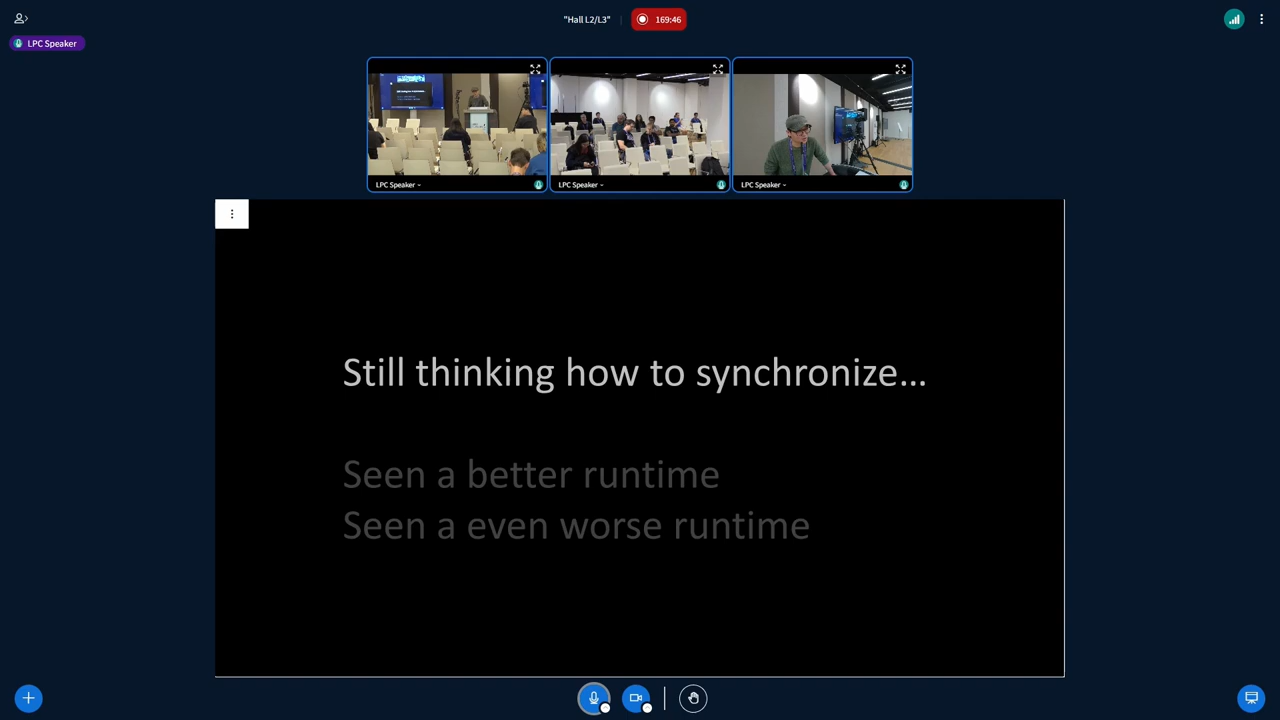 "Hall L2/L3"
169:46
LPC Speaker
LPC Speaker
LPC Speaker
LPC Speaker
Still thinking how to synchronize...
Seen a better runtime
Seen a even worse runtime